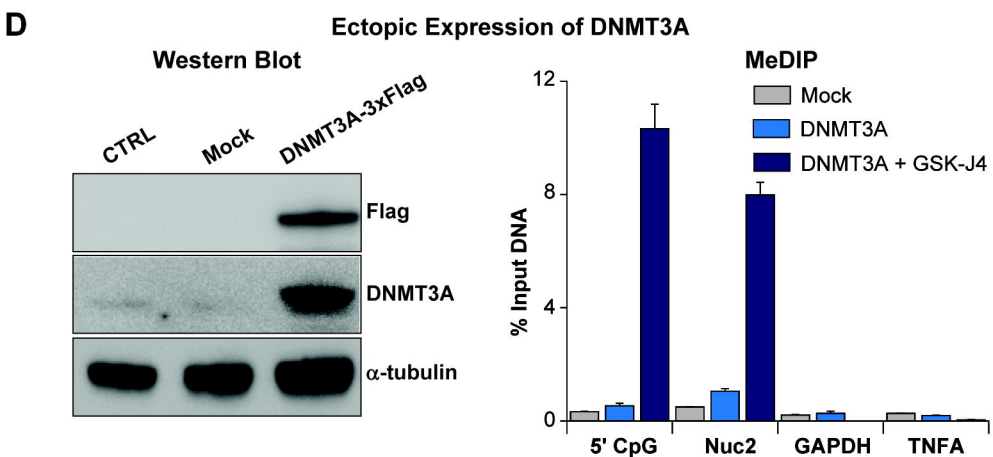 D
Ectopic Expression of DNMT3A
Western Blot
CTRL
Mock
DNMT3A-3xFlag
Flag
DNMT3A
α-tubulin
MeDIP
Mock
DNMT3A
DNMT3A + GSK-J4
% Input DNA
12
8
4
0
5' CpG
Nuc2
GAPDH
TNFA